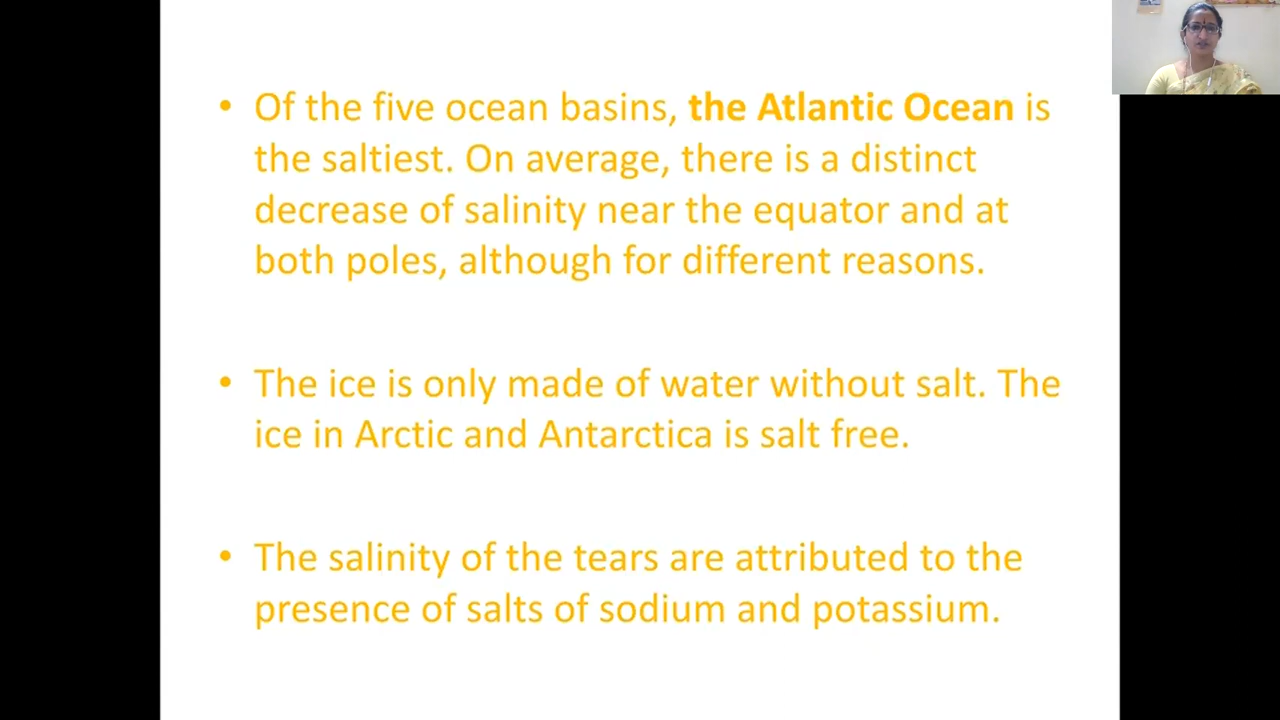 • Of the five ocean basins, the Atlantic Ocean is
the saltiest. On average, there is a distinct
decrease of salinity near the equator and at
both poles, although for different reasons.
• The ice is only made of water without salt. The
ice in Arctic and Antarctica is salt free.
• The salinity of the tears are attributed to the
presence of salts of sodium and potassium.